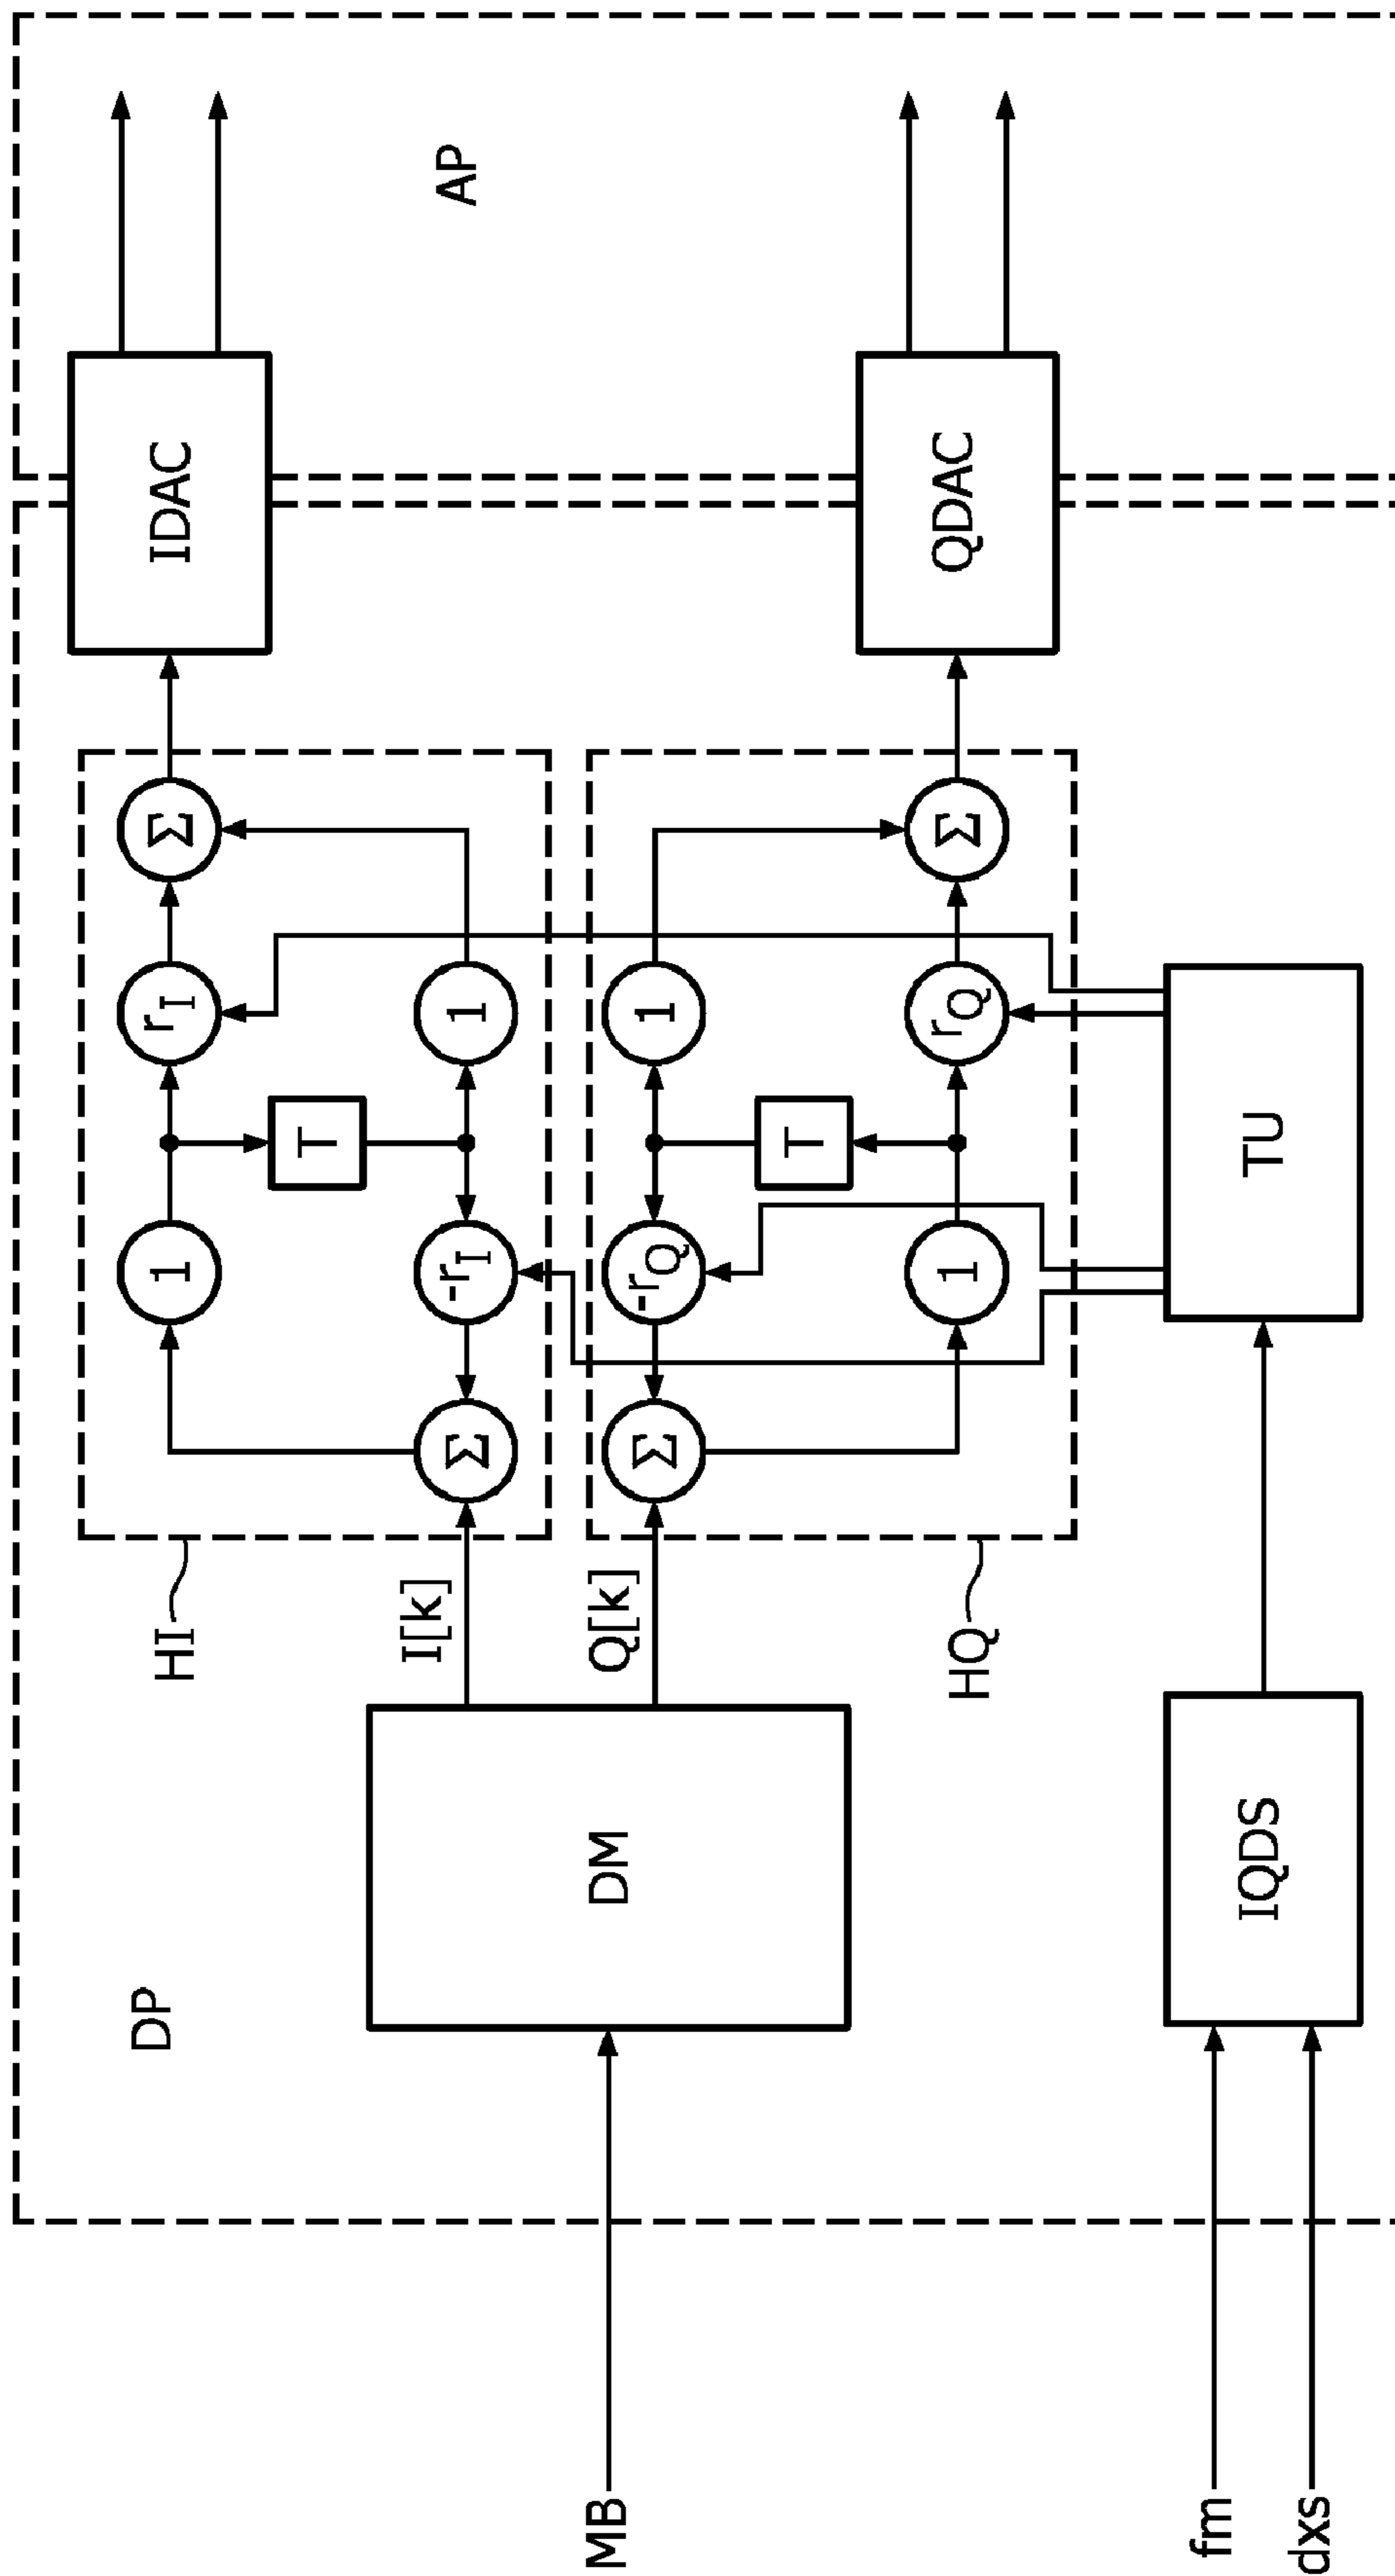 DP
AP
HI
1
r_I
Σ
IDAC
T
I[k]
Σ
-r_I
1
MB
DM
Q[k]
Σ
-r_Q
1
T
HQ
1
r_Q
Σ
QDAC
fm
dxs
IQDS
TU